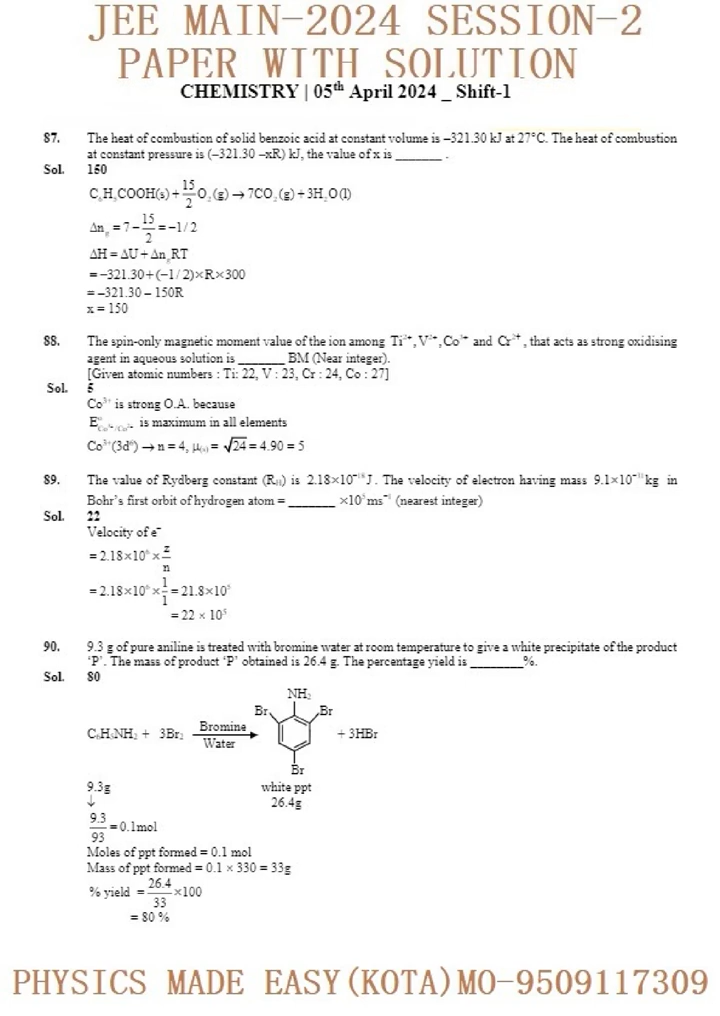 JEE MAIN-2024 SESSION-2
PAPER WITH SOLUTION
CHEMISTRY | 05th April 2024 _ Shift-1
87. The heat of combustion of solid benzoic acid at constant volume is –321.30 kJ at 27°C. The heat of combustion
at constant pressure is (–321.30 –xR) kJ, the value of x is _______ .
Sol. 150
C₆H₅COOH(s) + 15/2 O₂(g) → 7CO₂(g) + 3H₂O(l)
Δn_g = 7 – 15/2 = –1/2
ΔH = ΔU + Δn_gRT
= –321.30 + (–1/2) × R × 300
= –321.30 – 150R
x = 150
88. The spin-only magnetic moment value of the ion among Ti²⁺, V²⁺, Co³⁺ and Cr²⁺, that acts as strong oxidising
agent in aqueous solution is _______ BM (Near integer).
[Given atomic numbers : Ti: 22, V : 23, Cr : 24, Co : 27]
Sol. 5
Co³⁺ is strong O.A. because
E°Co³⁺/Co²⁺ is maximum in all elements
Co³⁺(3d⁶) → n = 4, μ(s) = √24 = 4.90 = 5
89. The value of Rydberg constant (R_H) is 2.18×10⁻¹⁸J. The velocity of electron having mass 9.1×10⁻³¹kg in
Bohr's first orbit of hydrogen atom = _______ ×10⁵ms⁻¹ (nearest integer)
Sol. 22
Velocity of e⁻
= 2.18×10⁶ × z/n
= 2.18×10⁶ × 1/1 = 21.8×10⁵
= 22 × 10⁵
90. 9.3 g of pure aniline is treated with bromine water at room temperature to give a white precipitate of the product
'P'. The mass of product 'P' obtained is 26.4 g. The percentage yield is ________%.
Sol. 80
NH₂
Br Br
C₆H₅NH₂ + 3Br₂ Bromine Water + 3HBr
Br
9.3g white ppt
↓ 26.4g
9.3/93 = 0.1mol
Moles of ppt formed = 0.1 mol
Mass of ppt formed = 0.1 × 330 = 33g
% yield = 26.4/33 ×100
= 80 %
PHYSICS MADE EASY(KOTA)MO-9509117309